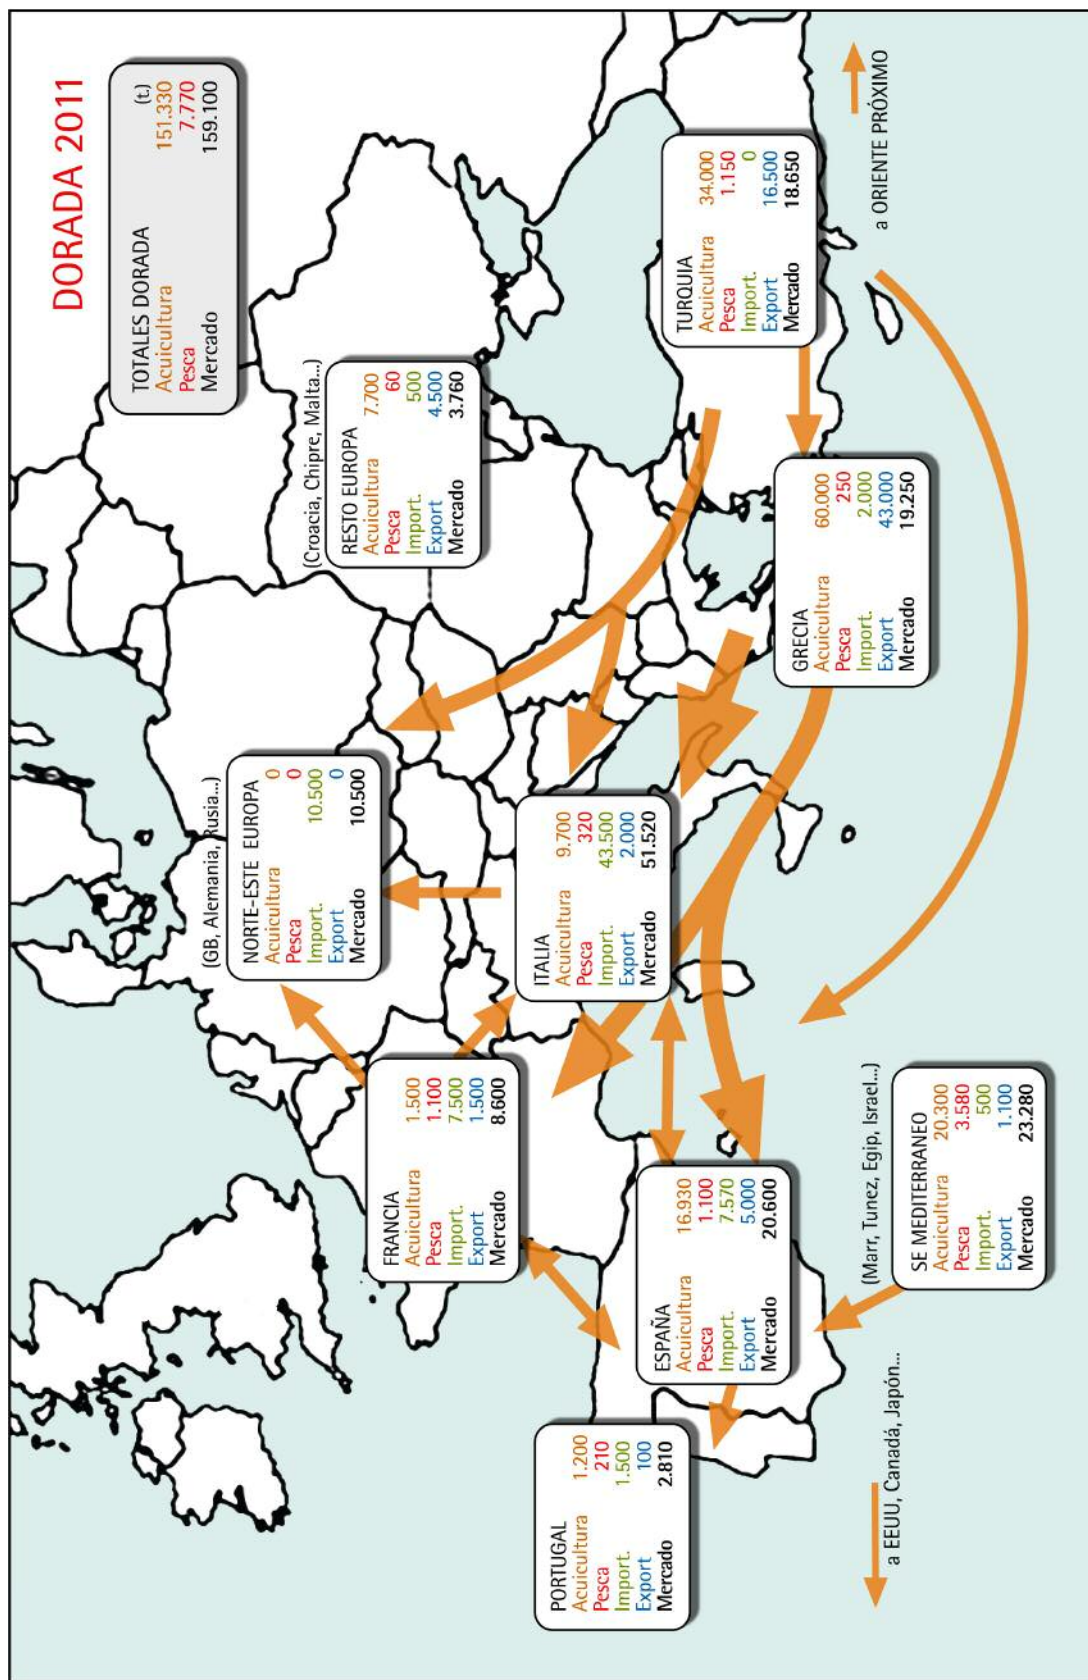 DORADA 2011
TOTALES DORADA (t.)
Acuicultura 151.330
Pesca 7.770
Mercado 159.100
(GB, Alemania, Rusia...)
NORTE-ESTE EUROPA
Acuicultura 0
Pesca 0
Import. 10.500
Export 0
Mercado 10.500
(Croacia, Chipre, Malta...)
RESTO EUROPA
Acuicultura 7.700
Pesca 60
Import. 500
Export 4.500
Mercado 3.760
FRANCIA
Acuicultura 1.500
Pesca 1.100
Import. 7.500
Export 1.500
Mercado 8.600
PORTUGAL
Acuicultura 1.200
Pesca 210
Import. 1.500
Export 100
Mercado 2.810
ITALIA
Acuicultura 9.700
Pesca 320
Import. 43.500
Export 2.000
Mercado 51.520
ESPAÑA
Acuicultura 16.930
Pesca 1.100
Import. 7.570
Export 5.000
Mercado 20.600
TURQUIA
Acuicultura 34.000
Pesca 1.150
Import. 0
Export 16.500
Mercado 18.650
GRECIA
Acuicultura 60.000
Pesca 250
Import. 2.000
Export 43.000
Mercado 19.250
(Marr, Tunez, Egip, Israel...)
SE MEDITERRANEO
Acuicultura 20.300
Pesca 3.580
Import. 500
Export 1.100
Mercado 23.280
a EEUU, Canadá, Japón...
a ORIENTE PRÓXIMO